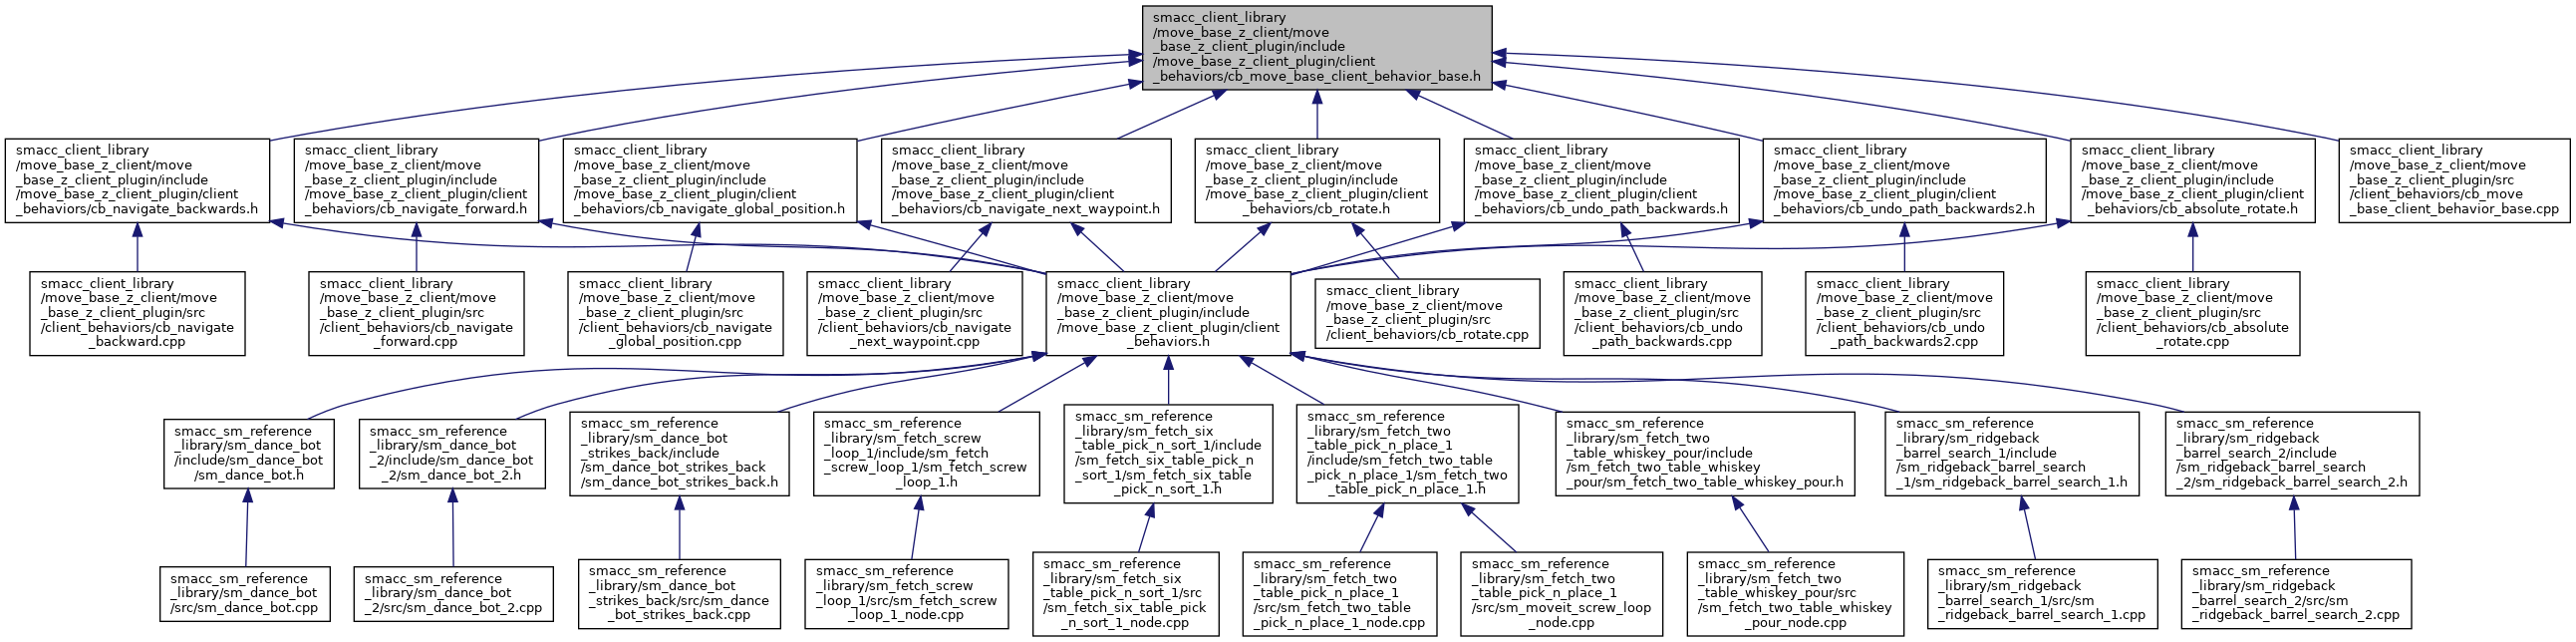 smacc_client_library
/move_base_z_client/move
_base_z_client_plugin/include
/move_base_z_client_plugin/client
_behaviors/cb_move_base_client_behavior_base.h
smacc_client_library
/move_base_z_client/move
_base_z_client_plugin/include
/move_base_z_client_plugin/client
_behaviors/cb_navigate_backwards.h
smacc_client_library
/move_base_z_client/move
_base_z_client_plugin/include
/move_base_z_client_plugin/client
_behaviors/cb_navigate_forward.h
smacc_client_library
/move_base_z_client/move
_base_z_client_plugin/include
/move_base_z_client_plugin/client
_behaviors/cb_navigate_global_position.h
smacc_client_library
/move_base_z_client/move
_base_z_client_plugin/include
/move_base_z_client_plugin/client
_behaviors/cb_navigate_next_waypoint.h
smacc_client_library
/move_base_z_client/move
_base_z_client_plugin/include
/move_base_z_client_plugin/client
_behaviors/cb_rotate.h
smacc_client_library
/move_base_z_client/move
_base_z_client_plugin/include
/move_base_z_client_plugin/client
_behaviors/cb_undo_path_backwards.h
smacc_client_library
/move_base_z_client/move
_base_z_client_plugin/include
/move_base_z_client_plugin/client
_behaviors/cb_undo_path_backwards2.h
smacc_client_library
/move_base_z_client/move
_base_z_client_plugin/include
/move_base_z_client_plugin/client
_behaviors/cb_absolute_rotate.h
smacc_client_library
/move_base_z_client/move
_base_z_client_plugin/src
/client_behaviors/cb_move
_base_client_behavior_base.cpp
smacc_client_library
/move_base_z_client/move
_base_z_client_plugin/src
/client_behaviors/cb_navigate
_backward.cpp
smacc_client_library
/move_base_z_client/move
_base_z_client_plugin/src
/client_behaviors/cb_navigate
_forward.cpp
smacc_client_library
/move_base_z_client/move
_base_z_client_plugin/src
/client_behaviors/cb_navigate
_global_position.cpp
smacc_client_library
/move_base_z_client/move
_base_z_client_plugin/src
/client_behaviors/cb_navigate
_next_waypoint.cpp
smacc_client_library
/move_base_z_client/move
_base_z_client_plugin/include
/move_base_z_client_plugin/client
_behaviors.h
smacc_client_library
/move_base_z_client/move
_base_z_client_plugin/src
/client_behaviors/cb_rotate.cpp
smacc_client_library
/move_base_z_client/move
_base_z_client_plugin/src
/client_behaviors/cb_undo
_path_backwards.cpp
smacc_client_library
/move_base_z_client/move
_base_z_client_plugin/src
/client_behaviors/cb_undo
_path_backwards2.cpp
smacc_client_library
/move_base_z_client/move
_base_z_client_plugin/src
/client_behaviors/cb_absolute
_rotate.cpp
smacc_sm_reference
_library/sm_dance_bot
/include/sm_dance_bot
/sm_dance_bot.h
smacc_sm_reference
_library/sm_dance_bot
_2/include/sm_dance_bot
_2/sm_dance_bot_2.h
smacc_sm_reference
_library/sm_dance_bot
_strikes_back/include
/sm_dance_bot_strikes_back
/sm_dance_bot_strikes_back.h
smacc_sm_reference
_library/sm_fetch_screw
_loop_1/include/sm_fetch
_screw_loop_1/sm_fetch_screw
_loop_1.h
smacc_sm_reference
_library/sm_fetch_six
_table_pick_n_sort_1/include
/sm_fetch_six_table_pick_n
_sort_1/sm_fetch_six_table
_pick_n_sort_1.h
smacc_sm_reference
_library/sm_fetch_two
_table_pick_n_place_1
/include/sm_fetch_two_table
_pick_n_place_1/sm_fetch_two
_table_pick_n_place_1.h
smacc_sm_reference
_library/sm_fetch_two
_table_whiskey_pour/include
/sm_fetch_two_table_whiskey
_pour/sm_fetch_two_table_whiskey_pour.h
smacc_sm_reference
_library/sm_ridgeback
_barrel_search_1/include
/sm_ridgeback_barrel_search
_1/sm_ridgeback_barrel_search_1.h
smacc_sm_reference
_library/sm_ridgeback
_barrel_search_2/include
/sm_ridgeback_barrel_search
_2/sm_ridgeback_barrel_search_2.h
smacc_sm_reference
_library/sm_dance_bot
/src/sm_dance_bot.cpp
smacc_sm_reference
_library/sm_dance_bot
_2/src/sm_dance_bot_2.cpp
smacc_sm_reference
_library/sm_dance_bot
_strikes_back/src/sm_dance
_bot_strikes_back.cpp
smacc_sm_reference
_library/sm_fetch_screw
_loop_1/src/sm_fetch_screw
_loop_1_node.cpp
smacc_sm_reference
_library/sm_fetch_six
_table_pick_n_sort_1/src
/sm_fetch_six_table_pick
_n_sort_1_node.cpp
smacc_sm_reference
_library/sm_fetch_two
_table_pick_n_place_1
/src/sm_fetch_two_table
_pick_n_place_1_node.cpp
smacc_sm_reference
_library/sm_fetch_two
_table_pick_n_place_1
/src/sm_moveit_screw_loop
_node.cpp
smacc_sm_reference
_library/sm_fetch_two
_table_whiskey_pour/src
/sm_fetch_two_table_whiskey
_pour_node.cpp
smacc_sm_reference
_library/sm_ridgeback
_barrel_search_1/src/sm
_ridgeback_barrel_search_1.cpp
smacc_sm_reference
_library/sm_ridgeback
_barrel_search_2/src/sm
_ridgeback_barrel_search_2.cpp